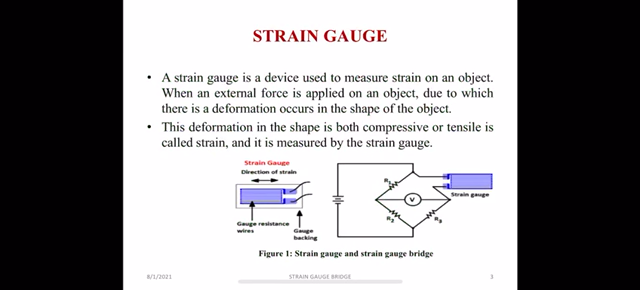 STRAIN GAUGE
• A strain gauge is a device used to measure strain on an object.
When an external force is applied on an object, due to which
there is a deformation occurs in the shape of the object.
• This deformation in the shape is both compressive or tensile is
called strain, and it is measured by the strain gauge.
Strain Gauge
Direction of strain
Gauge resistance
wires
Gauge
backing
R1
V
R2
R3
Strain gauge
Figure 1: Strain gauge and strain gauge bridge
8/1/2021
STRAIN GAUGE BRIDGE
3